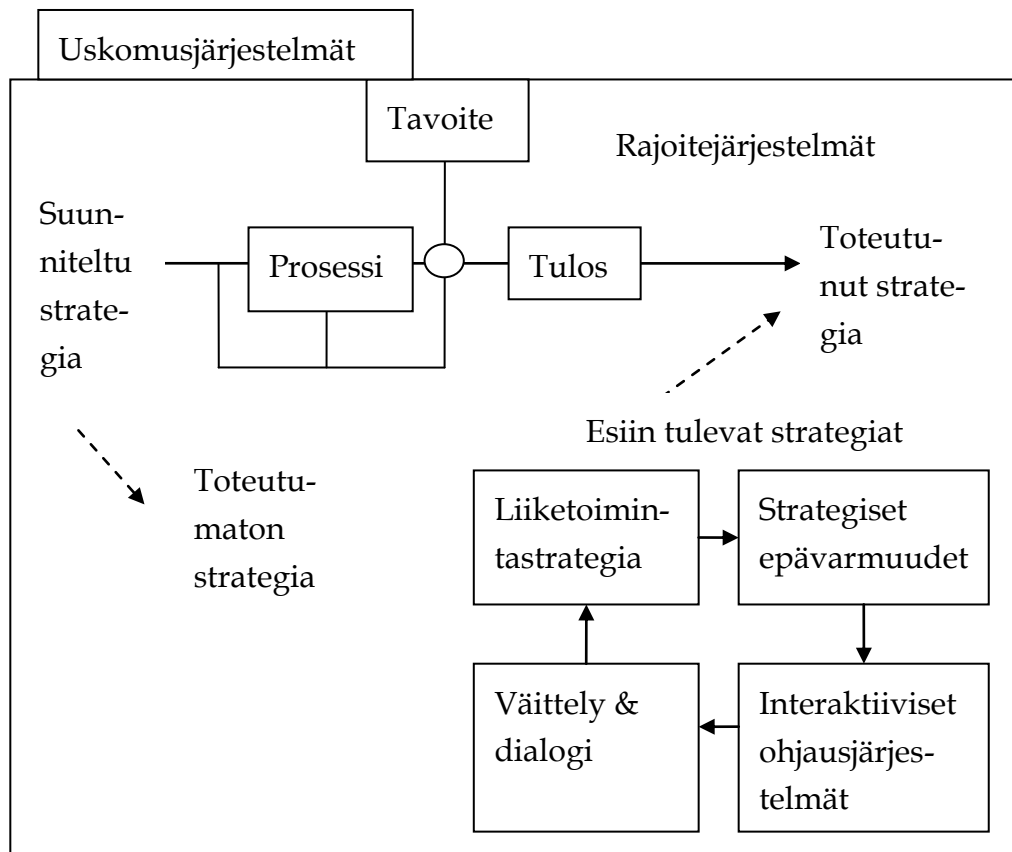 Uskomusjärjestelmät
Tavoite
Rajoitejärjestelmät
Suun-
niteltu
strate-
gia
Prosessi
Tulos
Toteutu-
nut strate-
gia
Esiin tulevat strategiat
Toteutu-
maton
strategia
Liiketoimin-
tastrategia
Strategiset
epävarmuudet
Väittely &
dialogi
Interaktiiviset
ohjausjärjes-
telmät